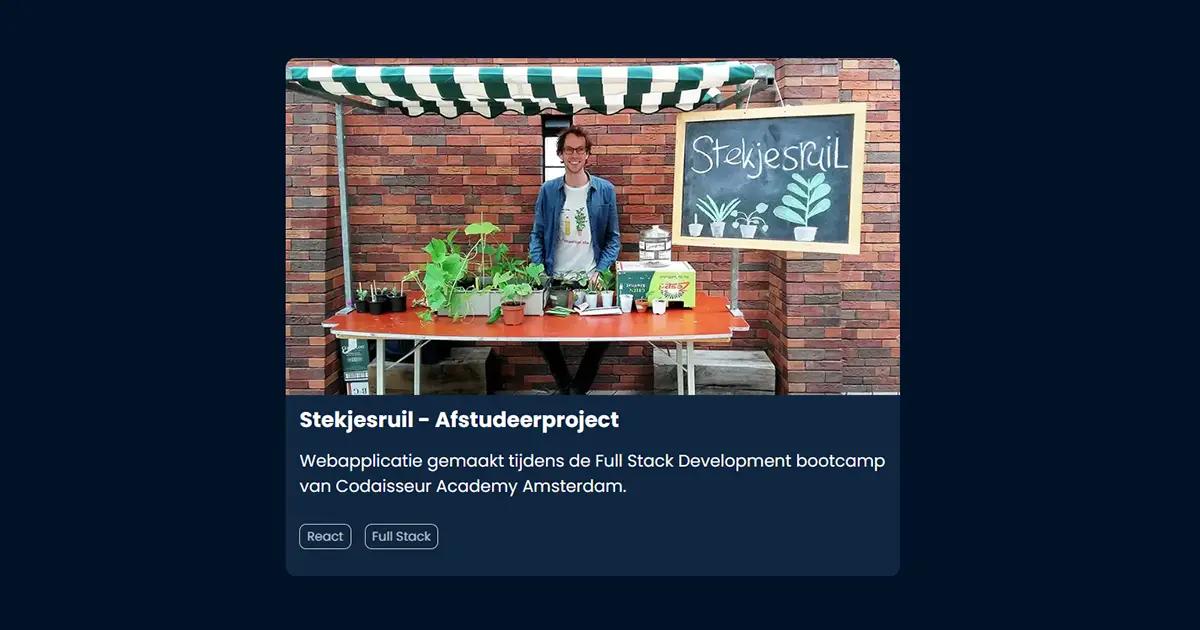 Stekjesruil
Stekjesruil - Afstudeerproject
Webapplicatie gemaakt tijdens de Full Stack Development bootcamp
van Codaisseur Academy Amsterdam.
React
Full Stack